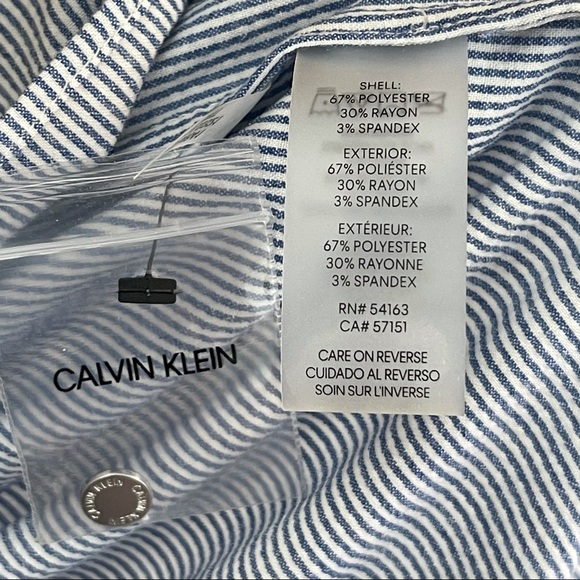 SHELL:
67% POLYESTER
30% RAYON
3% SPANDEX
EXTERIOR:
67% POLIÉSTER
30% RAYON
3% SPANDEX
EXTÉRIEUR:
67% POLYESTER
30% RAYONNE
3% SPANDEX
RN# 54163
CA# 57151
CARE ON REVERSE
CUIDADO AL REVERSO
SOIN SUR L'INVERSE
CALVIN KLEIN
CALVIN KLEIN
CALVIN KLEIN